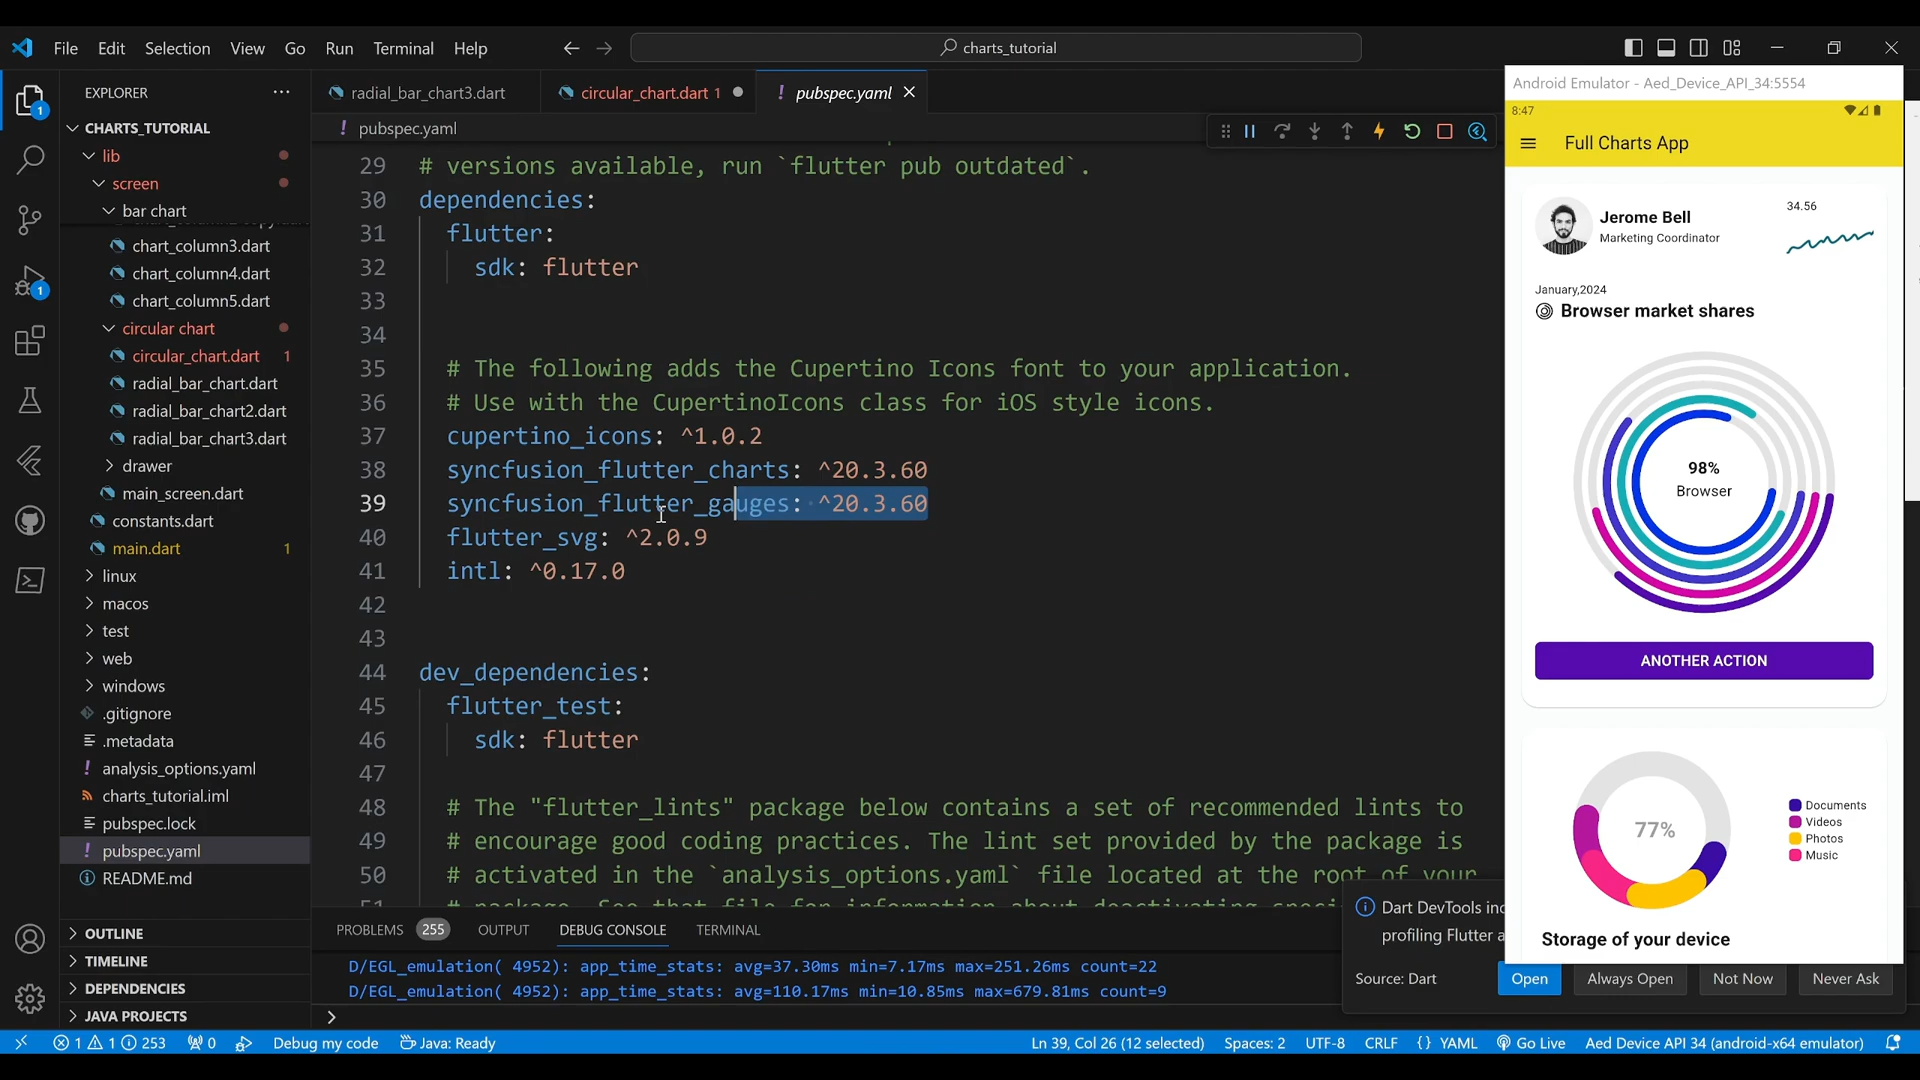 File Edit Selection View Go Run Terminal Help
charts_tutorial
EXPLORER
CHARTS_TUTORIAL
lib
screen
bar chart
chart_column3.dart
chart_column4.dart
chart_column5.dart
circular chart
circular_chart.dart 1
radial_bar_chart.dart
radial_bar_chart2.dart
radial_bar_chart3.dart
drawer
main_screen.dart
constants.dart
main.dart 1
linux
macos
test
web
windows
.gitignore
.metadata
analysis_options.yaml
charts_tutorial.iml
pubspec.lock
pubspec.yaml
README.md
OUTLINE
TIMELINE
DEPENDENCIES
JAVA PROJECTS
1
1
radial_bar_chart3.dart
circular_chart.dart 1
! pubspec.yaml
! pubspec.yaml
29 # versions available, run `flutter pub outdated`.
30 dependencies:
31 flutter:
32 sdk: flutter
33
34
35 # The following adds the Cupertino Icons font to your application.
36 # Use with the CupertinoIcons class for iOS style icons.
37 cupertino_icons: ^1.0.2
38 syncfusion_flutter_charts: ^20.3.60
39 syncfusion_flutter_gauges: ^20.3.60
40 flutter_svg: ^2.0.9
41 intl: ^0.17.0
42
43
44 dev_dependencies:
45 flutter_test:
46 sdk: flutter
47
48 # The "flutter_lints" package below contains a set of recommended lints to
49 # encourage good coding practices. The lint set provided by the package is
50 # activated in the `analysis_options.yaml` file located at the root of your
PROBLEMS 255 OUTPUT DEBUG CONSOLE TERMINAL
D/EGL_emulation( 4952): app_time_stats: avg=37.30ms min=7.17ms max=251.26ms count=22
D/EGL_emulation( 4952): app_time_stats: avg=110.17ms min=10.85ms max=679.81ms count=9
Dart DevTools inc
profiling Flutter a
Source: Dart
Open
Always Open
Not Now
Never Ask
Android Emulator - Aed_Device_API_34:5554
8:47
Full Charts App
Jerome Bell
Marketing Coordinator
34.56
January,2024
Browser market shares
98%
Browser
ANOTHER ACTION
77%
Documents
Videos
Photos
Music
Storage of your device
1 1 253 0 Debug my code Java: Ready
Ln 39, Col 26 (12 selected) Spaces: 2 UTF-8 CRLF {} YAML Go Live Aed Device API 34 (android-x64 emulator)